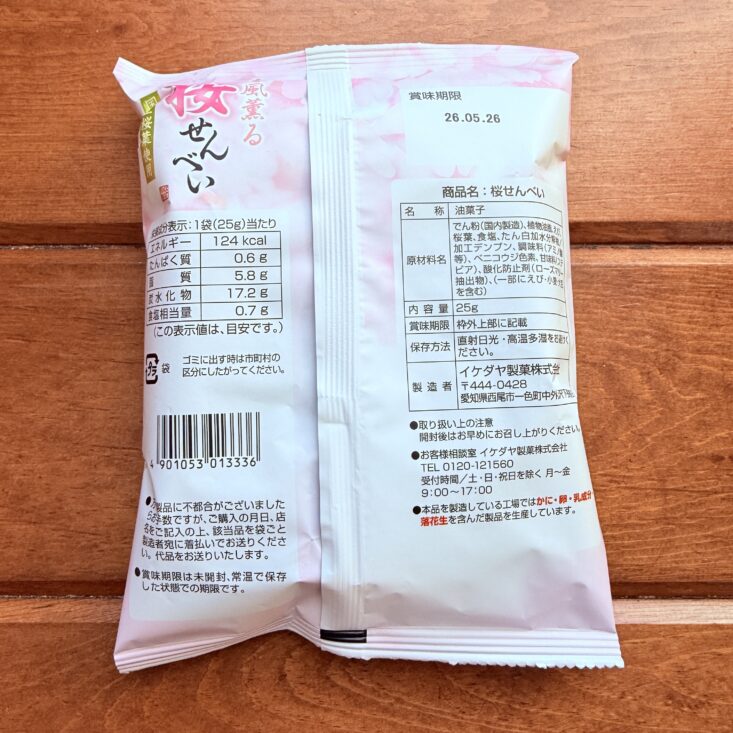 風薫る
桜
せんべい
桜葉使用
成分表示:1袋(25g)当たり
エネルギー 124 kcal
たんぱく質 0.6 g
脂質 5.8 g
炭水化物 17.2 g
食塩相当量 0.7 g
(この表示値は、目安です。)
プラ 袋
ゴミに出す時は市町村の
区分にしたがってください。
4 901053 013336
製品に不都合がございました
数ですが、ご購入の月日、店
名をご記入の上、該当品を袋ごと
製造者宛に着払いでお送りくださ
い。代品をお送りいたします。
●賞味期限は未開封、常温で保存
した状態での期限です。
賞味期限
26.05.26
商品名:桜せんべい
名称 油菓子
原材料名 でん粉(国内製造)、植物油脂、
桜葉、食塩、たん白加水分解物/
加工デンプン、調味料(アミノ酸
等)、ベニコウジ色素、甘味料(ステ
ビア)、酸化防止剤(ローズマリー
抽出物)、(一部にえび・小麦・大豆
を含む)
内容量 25g
賞味期限 枠外上部に記載
保存方法 直射日光・高温多湿をお避けく
ださい。
製造者 イケダヤ製菓株式会社
〒444-0428
愛知県西尾市一色町中外沢
●取り扱い上の注意
開封後はお早めにお召し上がりください。
●お客様相談室 イケダヤ製菓株式会社
TEL 0120-121560
受付時間/土・日・祝日を除く 月~金
9:00~17:00
●本品を製造している工場ではかに・卵・乳成分
落花生を含んだ製品を生産しています。